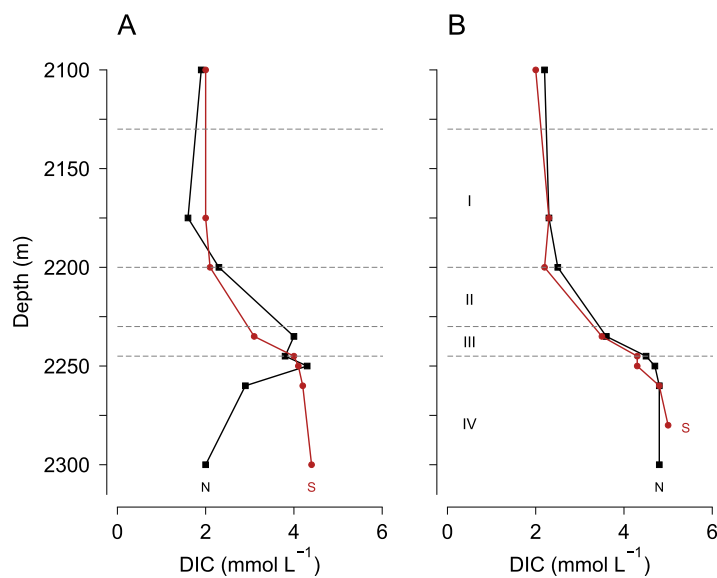 A
B
Depth (m)
2100
2150
2200
2250
2300
I
II
III
IV
N
S
N
S
0 2 4 6
0 2 4 6
DIC (mmol L⁻¹)
DIC (mmol L⁻¹)